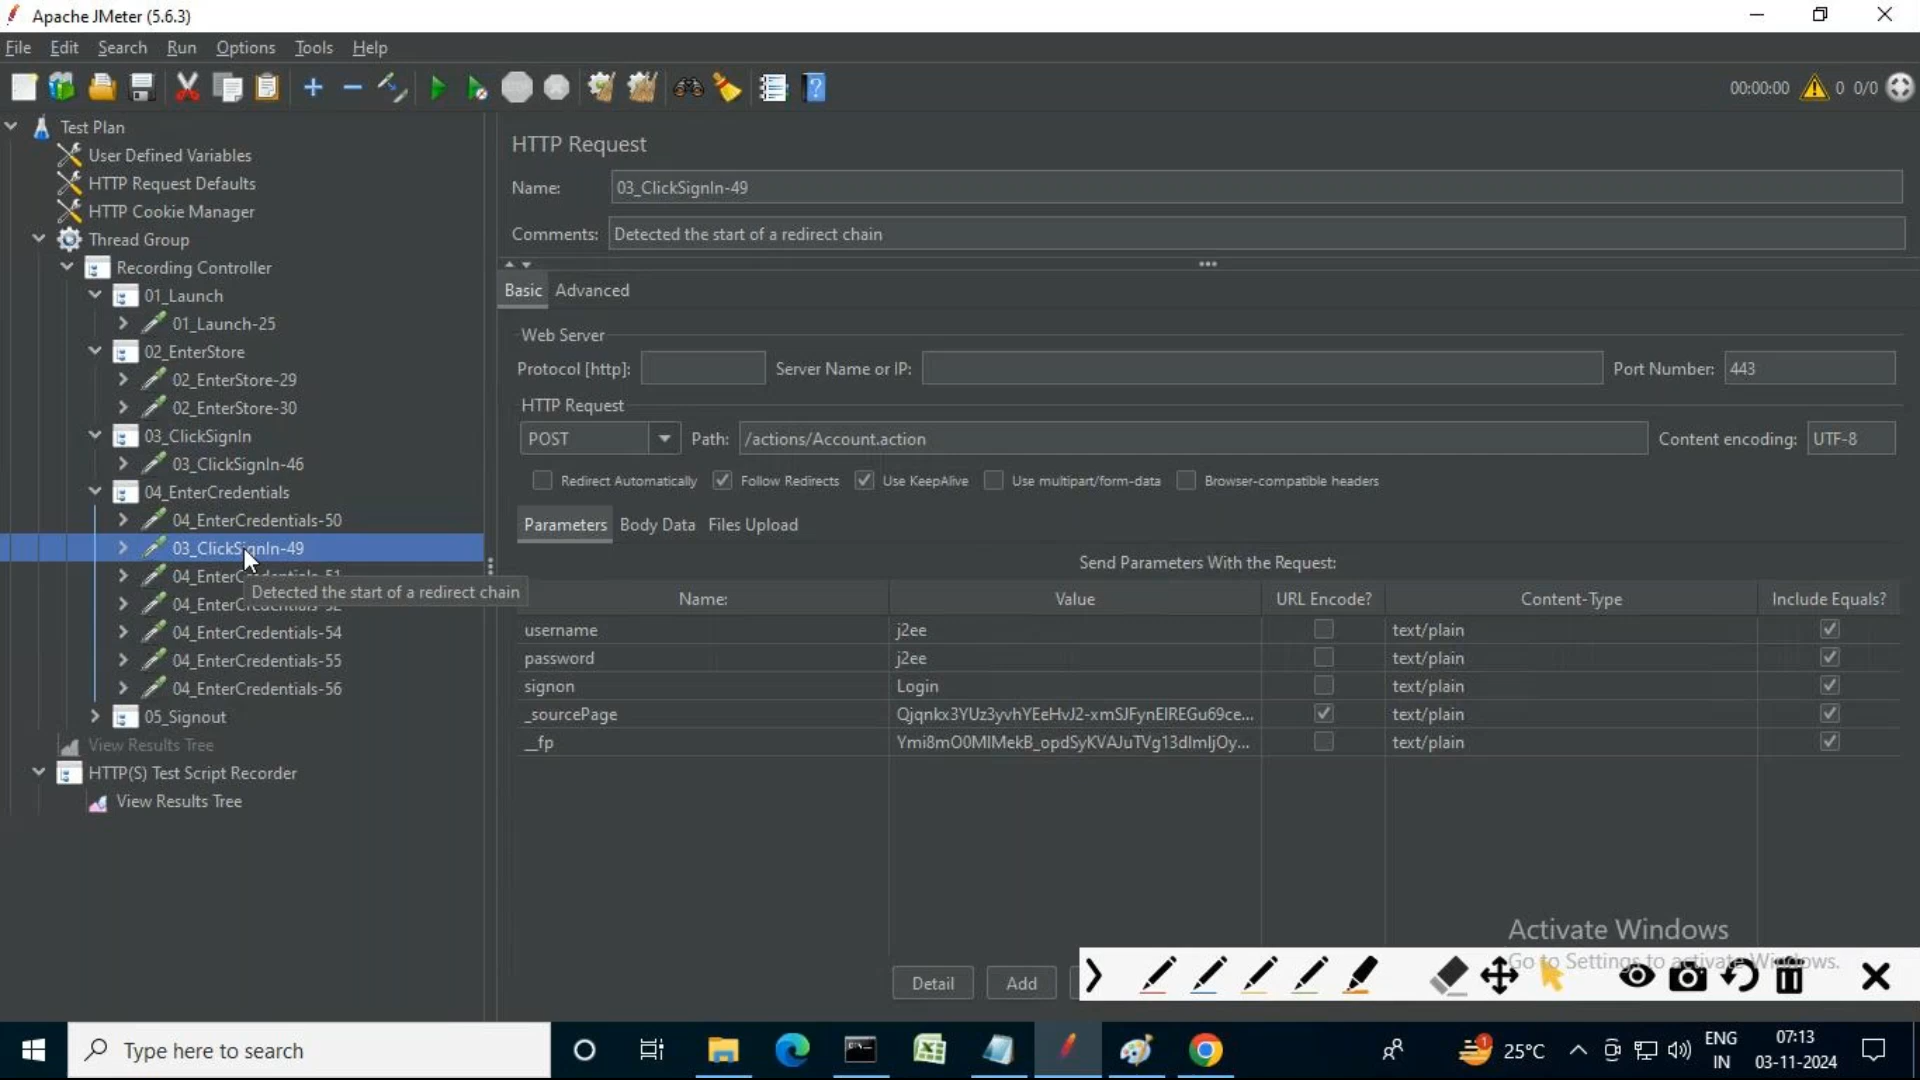 Apache JMeter (5.6.3)
File Edit Search Run Options Tools Help
00:00:00 0 0/0
Test Plan
User Defined Variables
HTTP Request Defaults
HTTP Cookie Manager
Thread Group
Recording Controller
01_Launch
01_Launch-25
02_EnterStore
02_EnterStore-29
02_EnterStore-30
03_ClickSignIn
03_ClickSignIn-46
04_EnterCredentials
04_EnterCredentials-50
03_ClickSignIn-49
Detected the start of a redirect chain
04_EnterCredentials-54
04_EnterCredentials-55
04_EnterCredentials-56
05_Signout
View Results Tree
HTTP(S) Test Script Recorder
View Results Tree
HTTP Request
Name: 03_ClickSignIn-49
Comments: Detected the start of a redirect chain
Basic Advanced
Web Server
Protocol [http]: Server Name or IP: Port Number: 443
HTTP Request
POST Path: /actions/Account.action Content encoding: UTF-8
Redirect Automatically Follow Redirects Use KeepAlive Use multipart/form-data Browser-compatible headers
Parameters Body Data Files Upload
Send Parameters With the Request:
Name: Value URL Encode? Content-Type Include Equals?
username j2ee text/plain
password j2ee text/plain
signon Login text/plain
_sourcePage text/plain
__fp text/plain
Detail Add
Activate Windows
Go to Settings to activate Windows.
Type here to search
25°C
ENG
IN
07:13
03-11-2024